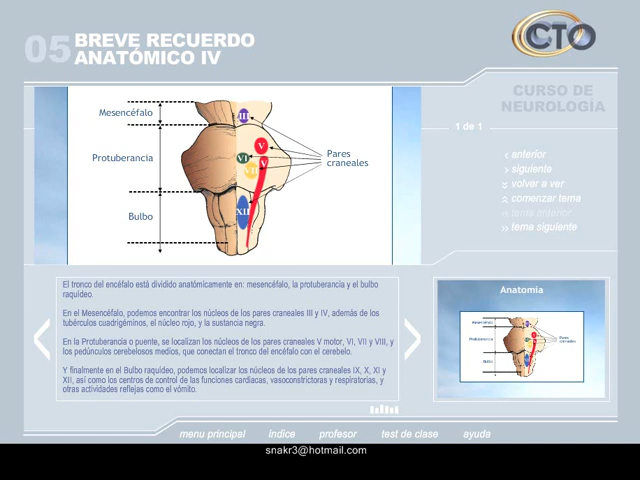 05 BREVE RECUERDO
ANATÓMICO IV
CTO
CURSO DE
NEUROLOGÍA
1 de 1
anterior
siguiente
volver a ver
comenzar tema
tema anterior
tema siguiente
Mesencéfalo
Protuberancia
Bulbo
III
V
VI
V
VII
XII
Pares
craneales
El tronco del encéfalo está dividido anatómicamente en: mesencéfalo, la protuberancia y el bulbo
raquídeo.
En el Mesencéfalo, podemos encontrar los núcleos de los pares craneales III y IV, además de los
tubérculos cuadrigéminos, el núcleo rojo, y la sustancia negra.
En la Protuberancia o puente, se localizan los núcleos de los pares craneales V motor, VI, VII y VIII, y
los pedúnculos cerebelosos medios, que conectan el tronco del encéfalo con el cerebelo.
Y finalmente en el Bulbo raquídeo, podemos localizar los núcleos de los pares craneales IX, X, XI y
XII, así como los centros de control de las funciones cardiacas, vasoconstrictoras y respiratorias, y
otras actividades reflejas como el vómito.
Anatomía
Mesencéfalo
Protuberancia
Bulbo
Pares
craneales
menu principal
indice
profesor
test de clase
ayuda
snakr3@hotmail.com